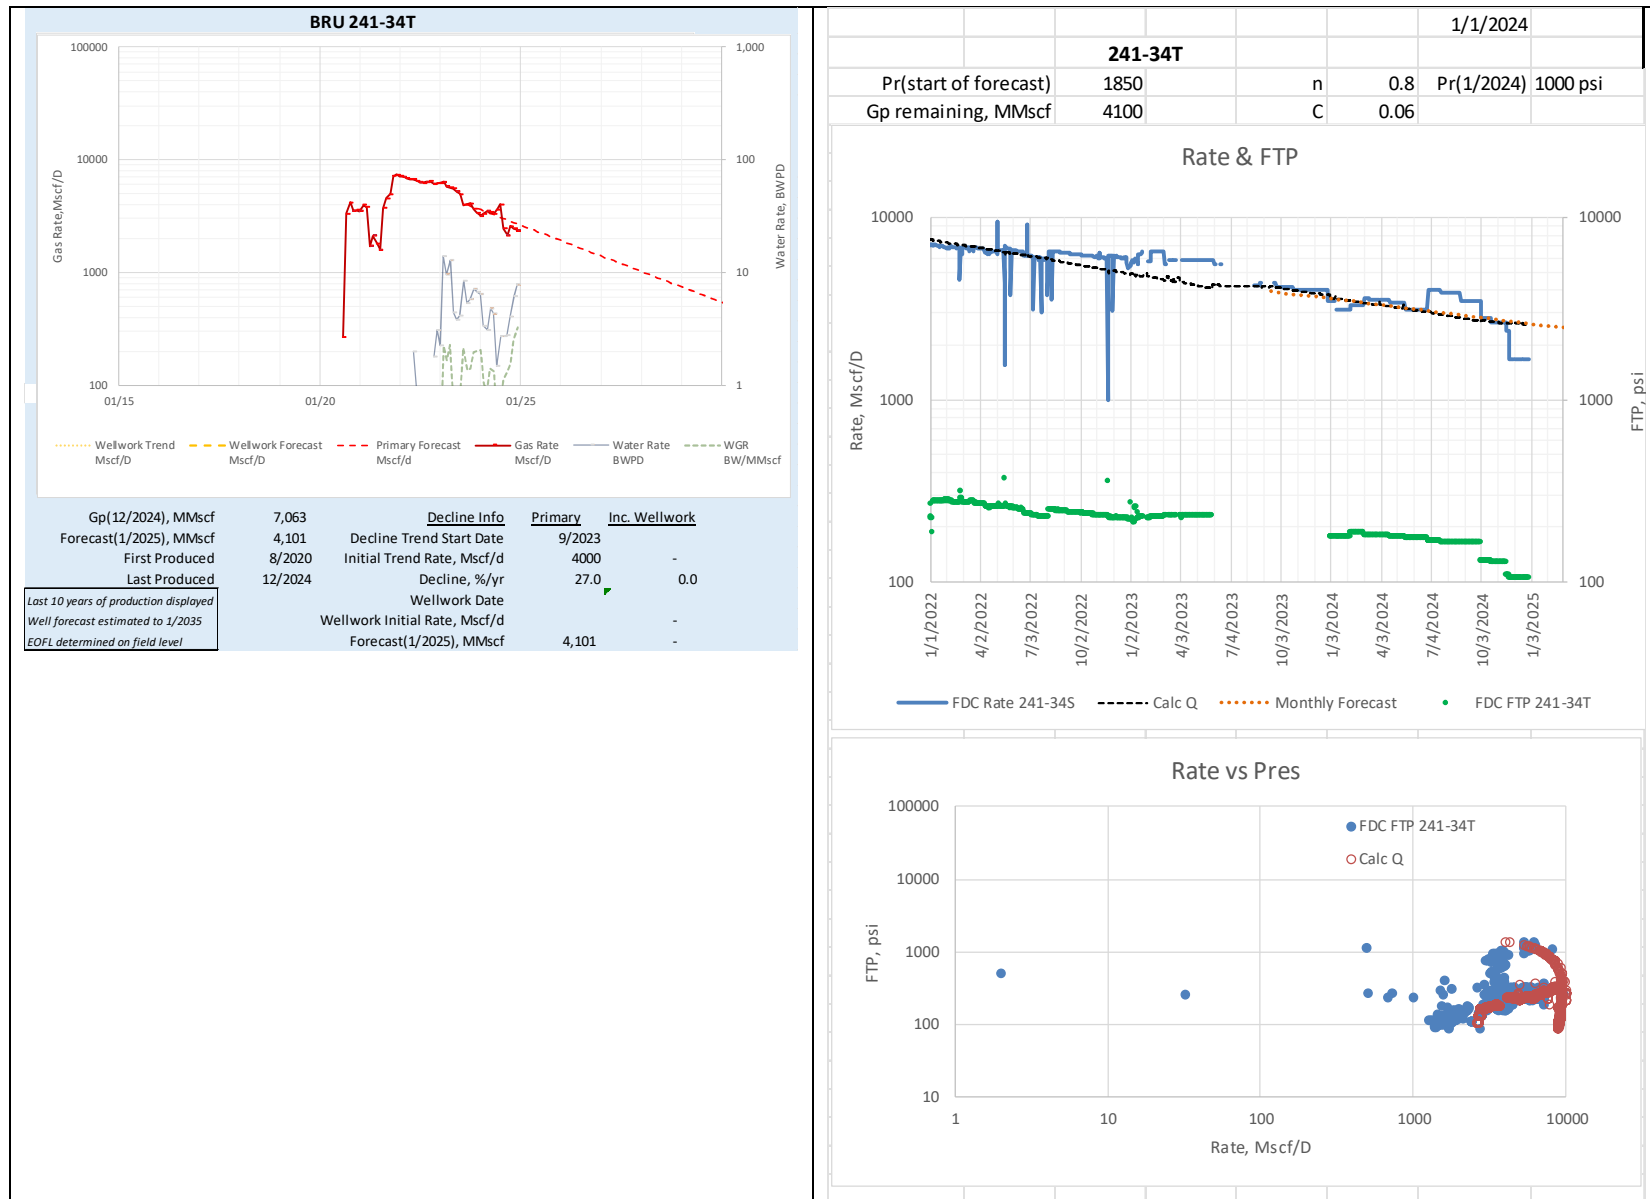 BRU 241-34T
100000
10000
1000
100
1,000
100
10
1
Gas Rate,Mscf/D
Water Rate, BWPD
01/15
01/20
01/25
Wellwork Trend Mscf/D
Wellwork Forecast Mscf/D
Primary Forecast Mscf/d
Gas Rate Mscf/D
Water Rate BWPD
WGR BW/MMscf
Gp(12/2024), MMscf 7,063 Decline Info Primary Inc. Wellwork
Forecast(1/2025), MMscf 4,101 Decline Trend Start Date 9/2023
First Produced 8/2020 Initial Trend Rate, Mscf/d 4000 -
Last Produced 12/2024 Decline, %/yr 27.0 0.0
Last 10 years of production displayed Wellwork Date
Well forecast estimated to 1/2035 Wellwork Initial Rate, Mscf/d -
EOFL determined on field level Forecast(1/2025), MMscf 4,101 -
1/1/2024
241-34T
Pr(start of forecast) 1850 n 0.8 Pr(1/2024) 1000 psi
Gp remaining, MMscf 4100 C 0.06
Rate & FTP
10000
1000
100
10000
1000
100
Rate, Mscf/D
FTP, psi
1/1/2022
4/2/2022
7/3/2022
10/2/2022
1/2/2023
4/3/2023
7/4/2023
10/3/2023
1/3/2024
4/3/2024
7/4/2024
10/3/2024
1/3/2025
FDC Rate 241-34S
Calc Q
Monthly Forecast
FDC FTP 241-34T
Rate vs Pres
100000
10000
1000
100
10
FTP, psi
FDC FTP 241-34T
Calc Q
1
10
100
1000
10000
Rate, Mscf/D